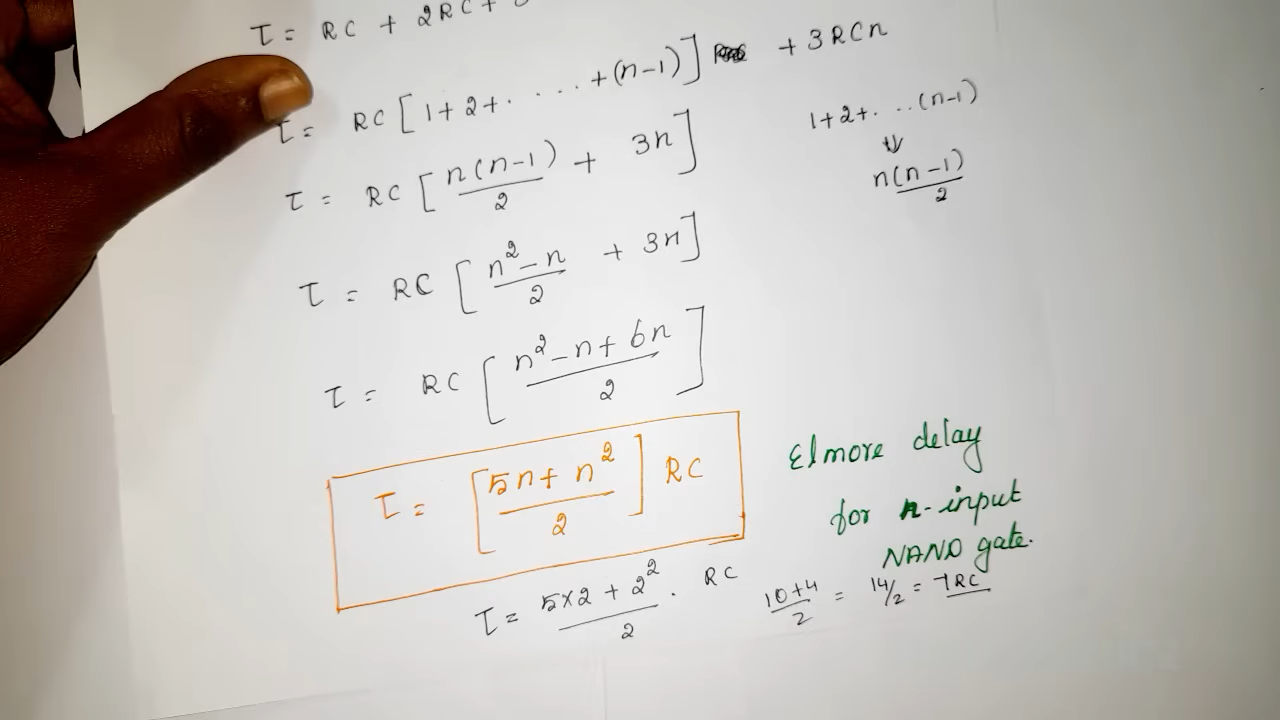 τ = RC + 2RC +
τ = RC [1+2+. . . . . +(n-1)] + 3RCn
τ = RC [n(n-1)/2 + 3n]
1+2+. . . (n-1)
⇓
n(n-1)/2
τ = RC [n²-n/2 + 3n]
τ = RC [n²-n+6n/2]
τ = [5n+n²/2] RC
Elmore delay
for n-input
NAND gate.
τ = 5×2+2²/2 . RC
10+4/2 = 14/2 = 7RC